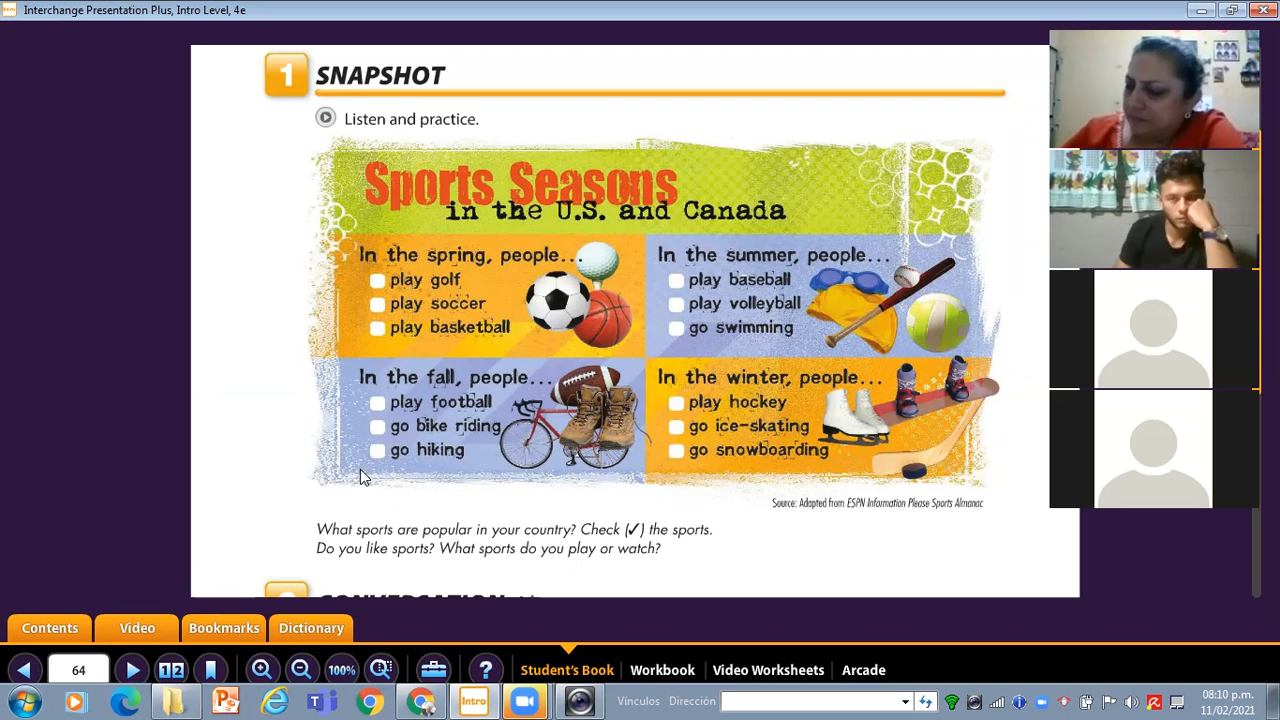 Interchange Presentation Plus, Intro Level, 4e
1 SNAPSHOT
Listen and practice.
Sports Seasons
in the U.S. and Canada
In the spring, people...
play golf
play soccer
play basketball
In the summer, people...
play baseball
play volleyball
go swimming
In the fall, people...
play football
go bike riding
go hiking
In the winter, people...
play hockey
go ice-skating
go snowboarding
Source: Adapted from ESPN Information Please Sports Almanac
What sports are popular in your country? Check (✓) the sports.
Do you like sports? What sports do you play or watch?
Contents Video Bookmarks Dictionary
64 12 100% ? Student's Book Workbook Video Worksheets Arcade
Intro Vínculos Dirección 08:10 p.m.
11/02/2021